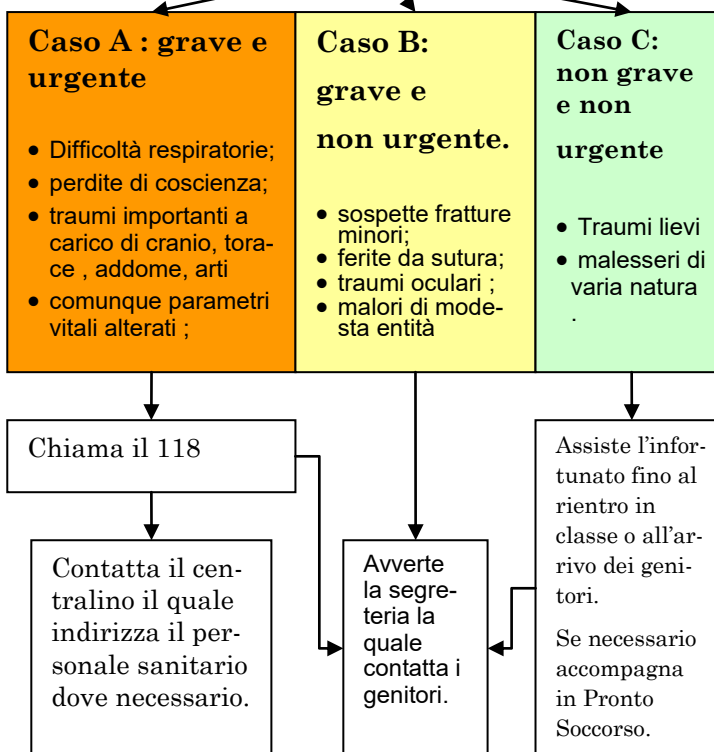 Caso A : grave e
urgente
• Difficoltà respiratorie;
• perdite di coscienza;
• traumi importanti a
carico di cranio, tora-
ce , addome, arti
• comunque parametri
vitali alterati ;
Caso B:
grave e
non urgente.
• sospette fratture
minori;
• ferite da sutura;
• traumi oculari ;
• malori di mode-
sta entità
Caso C:
non grave
e non
urgente
• Traumi lievi
• malesseri di
varia natura
.
Chiama il 118
Contatta il cen-
tralino il quale
indirizza il per-
sonale sanitario
dove necessario.
Avverte
la segre-
teria la
quale
contatta i
genitori.
Assiste l'infor-
tunato fino al
rientro in
classe o all'ar-
rivo dei geni-
tori.
Se necessario
accompagna
in Pronto
Soccorso.